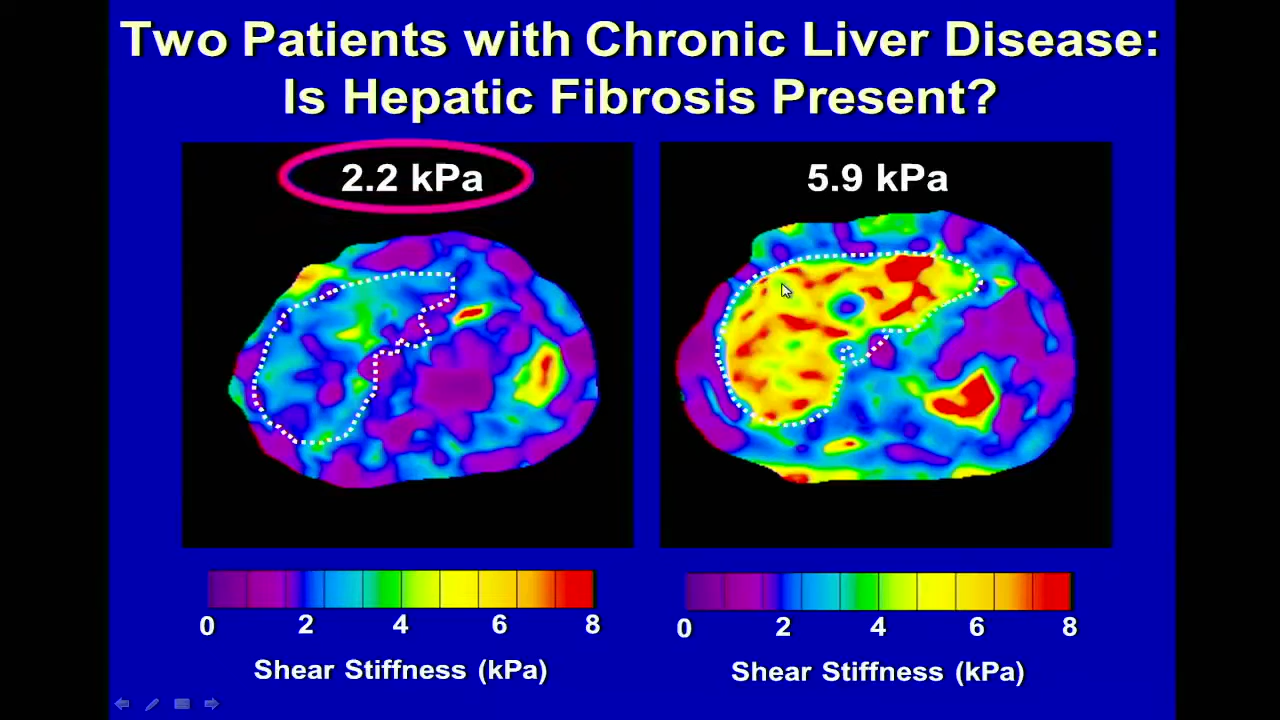 Two Patients with Chronic Liver Disease:
Is Hepatic Fibrosis Present?
2.2 kPa
5.9 kPa
0 2 4 6 8
Shear Stiffness (kPa)
0 2 4 6 8
Shear Stiffness (kPa)